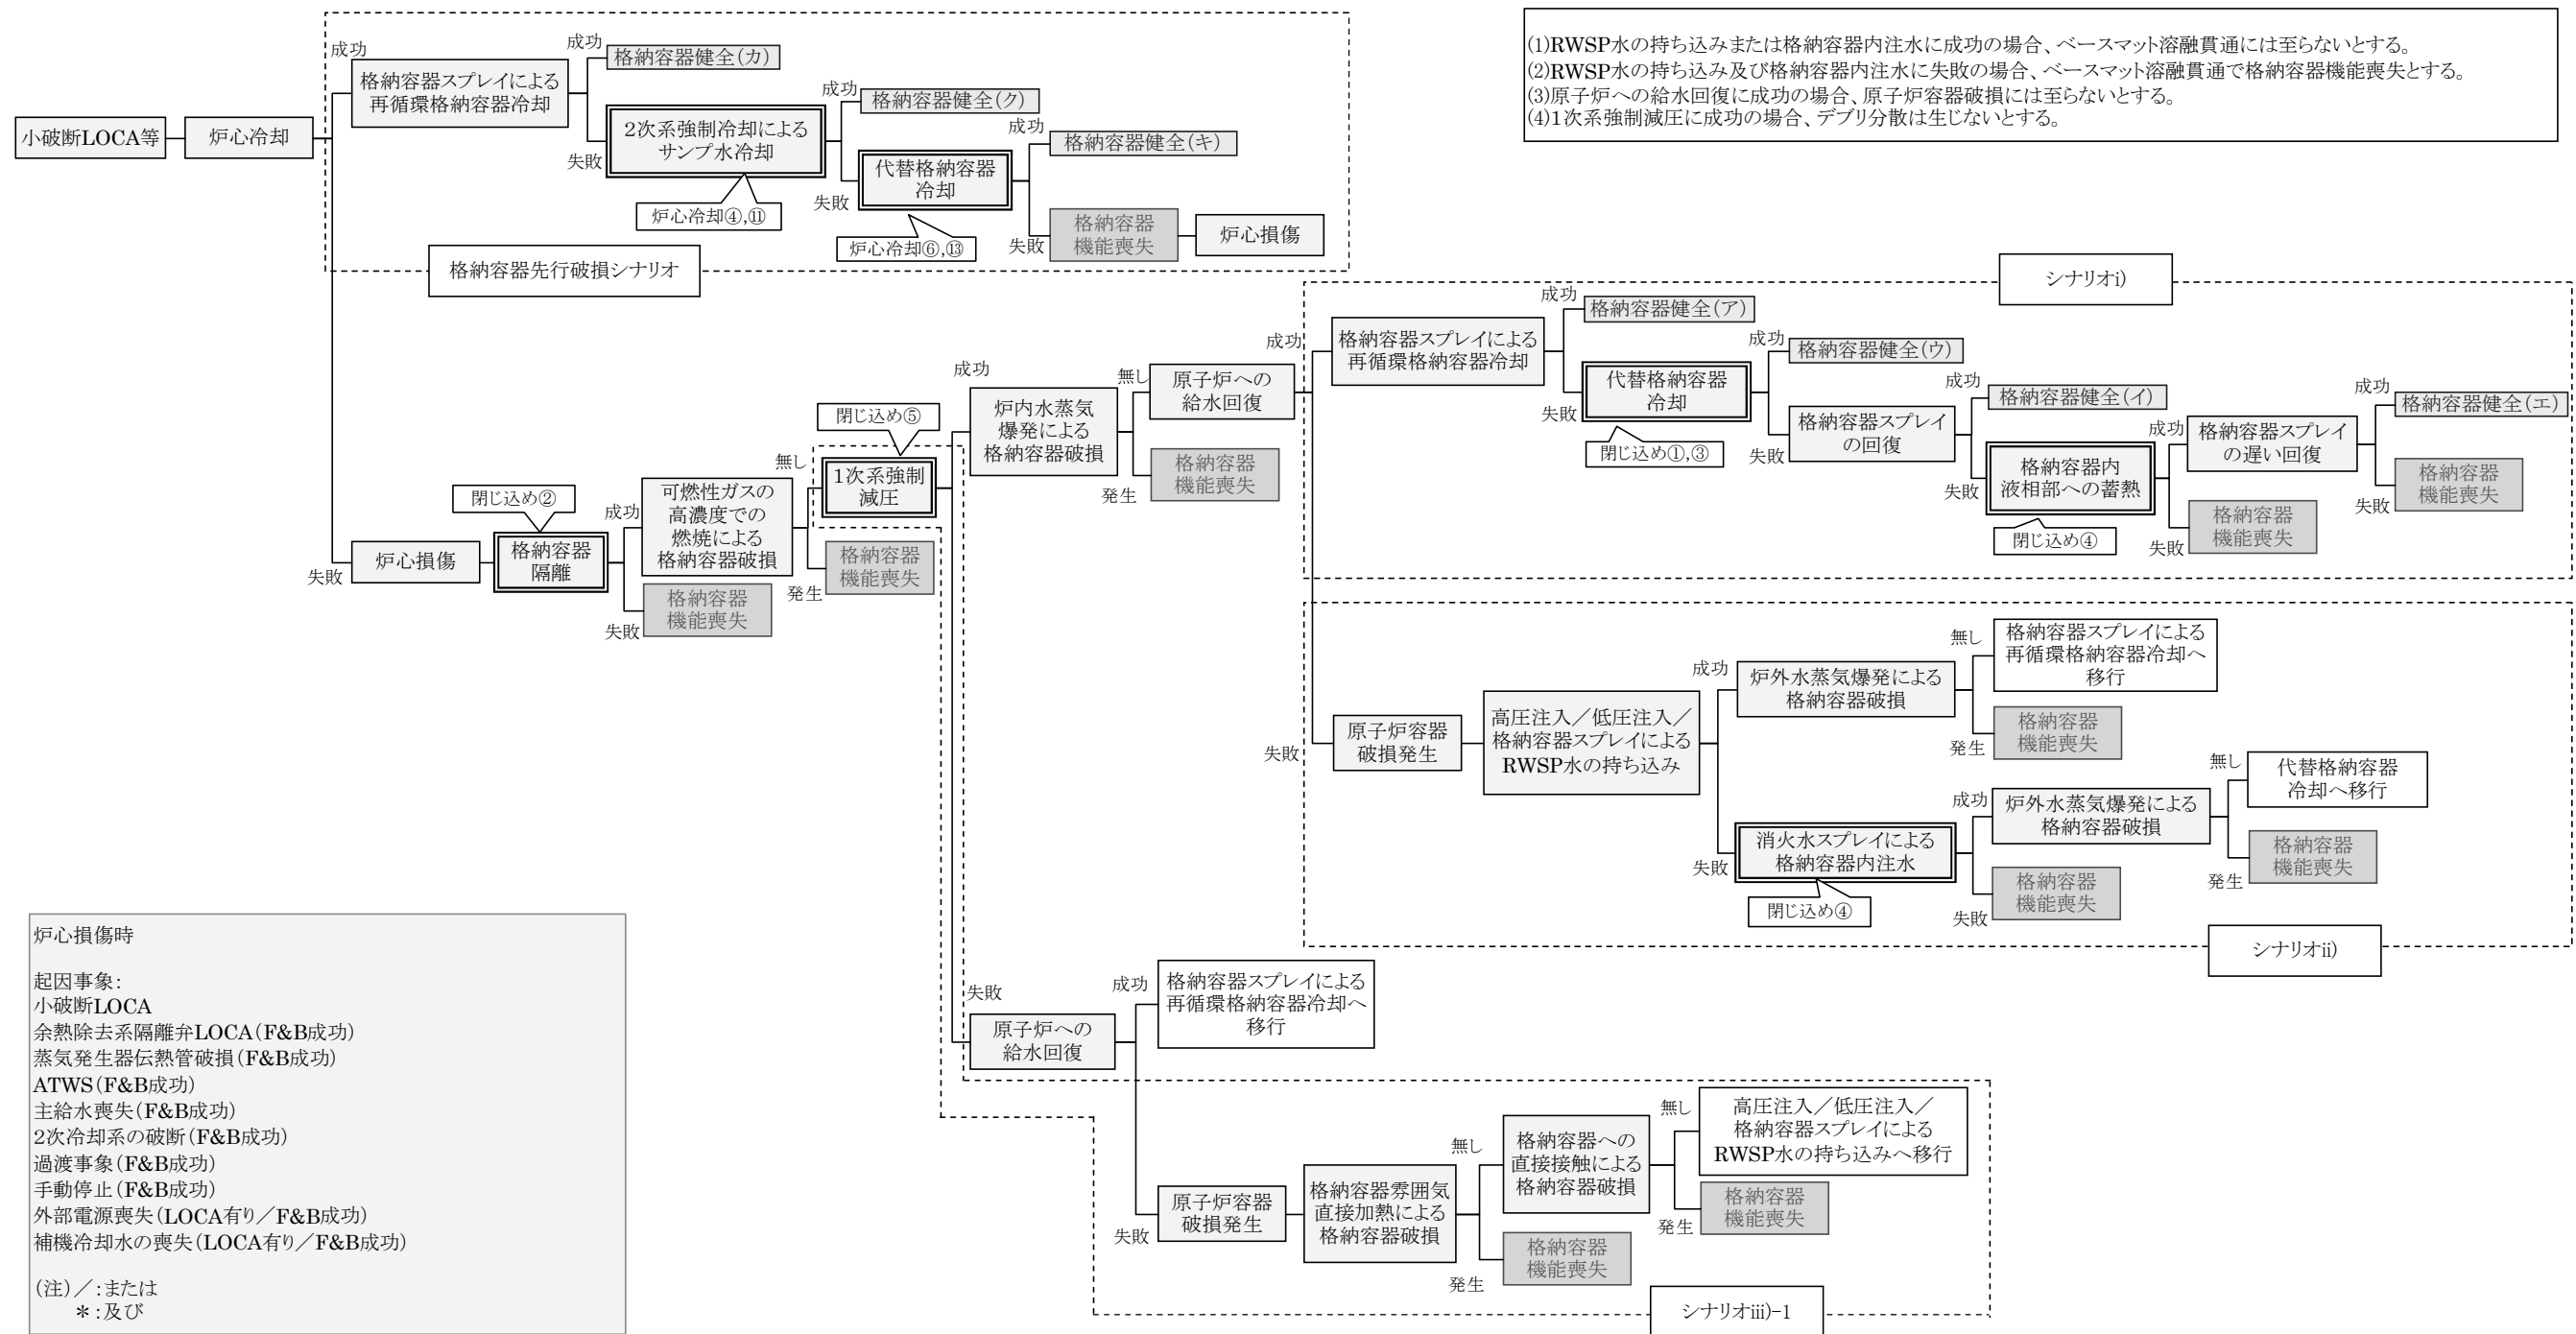 (1)RWSP水の持ち込みまたは格納容器内注水に成功の場合、ベースマット溶融貫通には至らないとする。
(2)RWSP水の持ち込み及び格納容器内注水に失敗の場合、ベースマット溶融貫通で格納容器機能喪失とする。
(3)原子炉への給水回復に成功の場合、原子炉容器破損には至らないとする。
(4)1次系強制減圧に成功の場合、デブリ分散は生じないとする。
小破断LOCA等
炉心冷却
成功
格納容器スプレイによる
再循環格納容器冷却
成功
格納容器健全(カ)
失敗
2次系強制冷却による
サンプ水冷却
炉心冷却④,⑪
成功
格納容器健全(ク)
失敗
代替格納容器
冷却
炉心冷却⑥,⑬
成功
格納容器健全(キ)
失敗
格納容器
機能喪失
炉心損傷
格納容器先行破損シナリオ
失敗
炉心損傷
閉じ込め②
格納容器
隔離
成功
可燃性ガスの
高濃度での
燃焼による
格納容器破損
失敗
格納容器
機能喪失
無し
閉じ込め⑤
1次系強制
減圧
発生
格納容器
機能喪失
成功
炉内水蒸気
爆発による
格納容器破損
無し
原子炉への
給水回復
発生
格納容器
機能喪失
シナリオi)
成功
格納容器スプレイによる
再循環格納容器冷却
成功
格納容器健全(ア)
失敗
代替格納容器
冷却
閉じ込め①,③
成功
格納容器健全(ウ)
失敗
格納容器スプレイ
の回復
成功
格納容器健全(イ)
失敗
格納容器内
液相部への蓄熱
閉じ込め④
成功
格納容器スプレイ
の遅い回復
失敗
格納容器
機能喪失
成功
格納容器健全(エ)
失敗
格納容器
機能喪失
失敗
原子炉容器
破損発生
高圧注入／低圧注入／
格納容器スプレイによる
RWSP水の持ち込み
成功
炉外水蒸気爆発による
格納容器破損
無し
格納容器スプレイによる
再循環格納容器冷却へ
移行
発生
格納容器
機能喪失
失敗
消火水スプレイによる
格納容器内注水
閉じ込め④
成功
炉外水蒸気爆発による
格納容器破損
失敗
格納容器
機能喪失
無し
代替格納容器
冷却へ移行
発生
格納容器
機能喪失
シナリオii)
失敗
原子炉への
給水回復
成功
格納容器スプレイによる
再循環格納容器冷却へ
移行
失敗
原子炉容器
破損発生
格納容器雰囲気
直接加熱による
格納容器破損
無し
格納容器への
直接接触による
格納容器破損
発生
格納容器
機能喪失
無し
高圧注入／低圧注入／
格納容器スプレイによる
RWSP水の持ち込みへ移行
発生
格納容器
機能喪失
シナリオiii)-1
炉心損傷時
起因事象：
小破断LOCA
余熱除去系隔離弁LOCA(F&B成功)
蒸気発生器伝熱管破損(F&B成功)
ATWS(F&B成功)
主給水喪失(F&B成功)
2次冷却系の破断(F&B成功)
過渡事象(F&B成功)
手動停止(F&B成功)
外部電源喪失(LOCA有り／F&B成功)
補機冷却水の喪失(LOCA有り／F&B成功)
(注)／：または
＊：及び